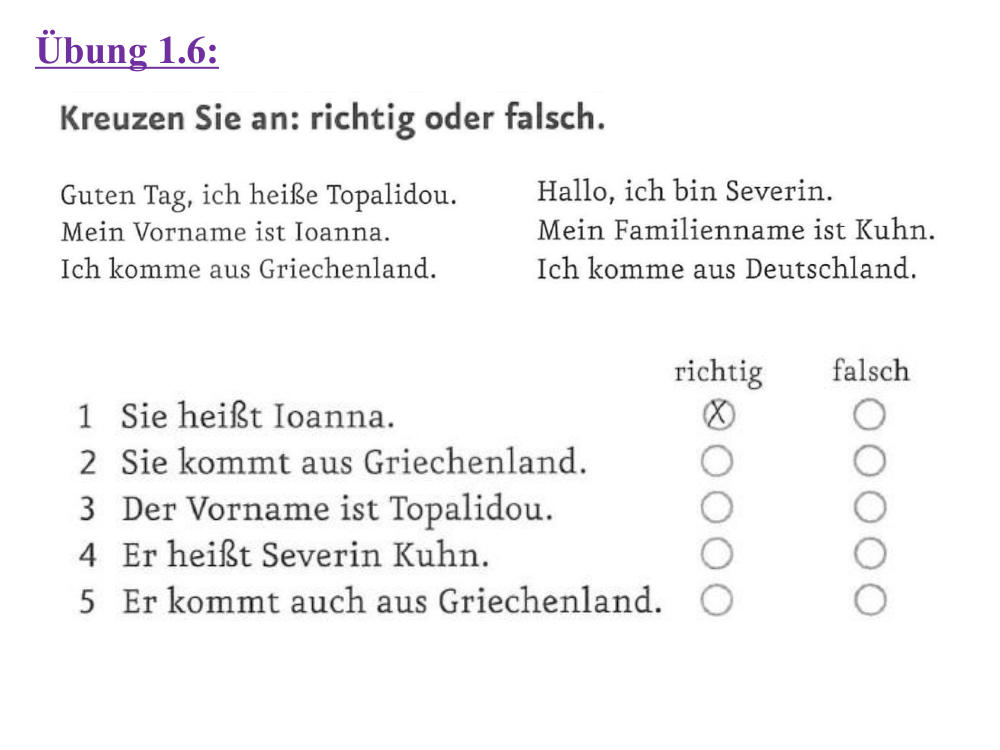 Übung 1.6:
Kreuzen Sie an: richtig oder falsch.
Guten Tag, ich heiße Topalidou.
Mein Vorname ist Ioanna.
Ich komme aus Griechenland.
Hallo, ich bin Severin.
Mein Familienname ist Kuhn.
Ich komme aus Deutschland.
richtig falsch
1 Sie heißt Ioanna. X
2 Sie kommt aus Griechenland.
3 Der Vorname ist Topalidou.
4 Er heißt Severin Kuhn.
5 Er kommt auch aus Griechenland.